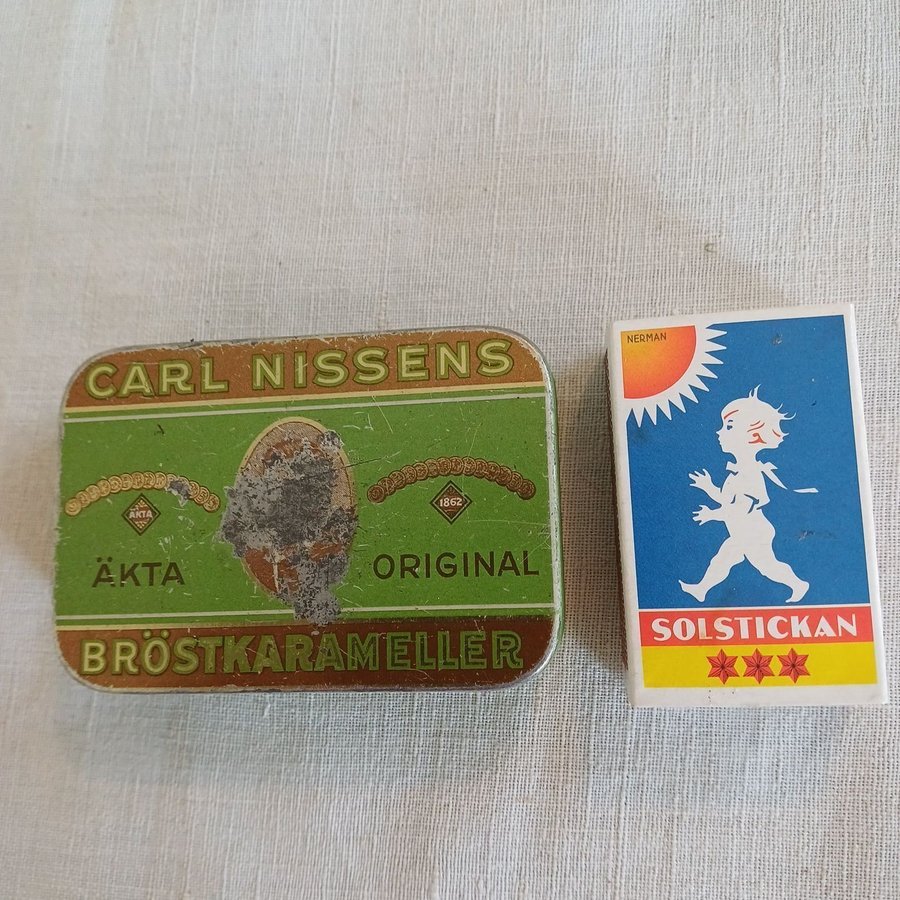 CARL NISSENS
ÄKTA
1862
ÄKTA
ORIGINAL
BRÖSTKARAMELLER
NERMAN
SOLSTICKAN